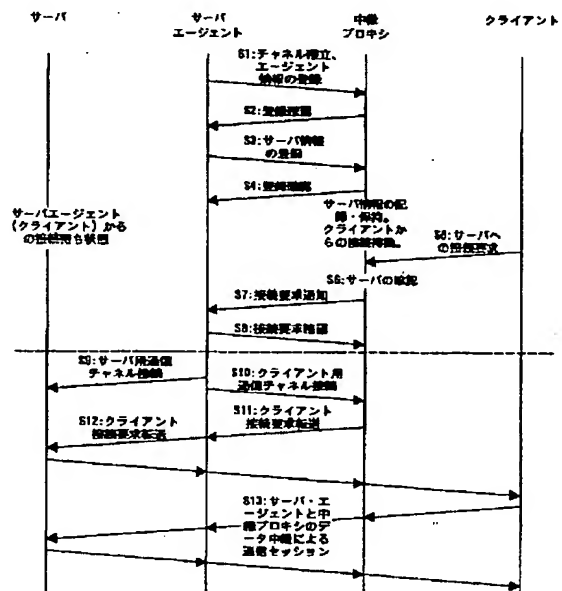 サーバ
サーバ
エージェント
中継
プロキシ
クライアント
S1:チャネル確立、
エージェント
情報の登録
S2:登録確認
S3:サーバ情報
の登録
S4:登録確認
サーバエージェント
(クライアント)から
の接続待ち状態
サーバ情報の記
録・保持。
クライアントか
らの接続待機。
S5:サーバへ
の接続要求
S6:サーバの確認
S7:接続要求通知
S8:接続要求確認
S9:サーバ用通信
チャネル接続
S10:クライアント用
通信チャネル接続
S11:クライアント
接続要求転送
S12:クライアント
接続要求転送
S13:サーバ・エ
ージェントと中
継プロキシのデ
ータ中継による
通信セッション